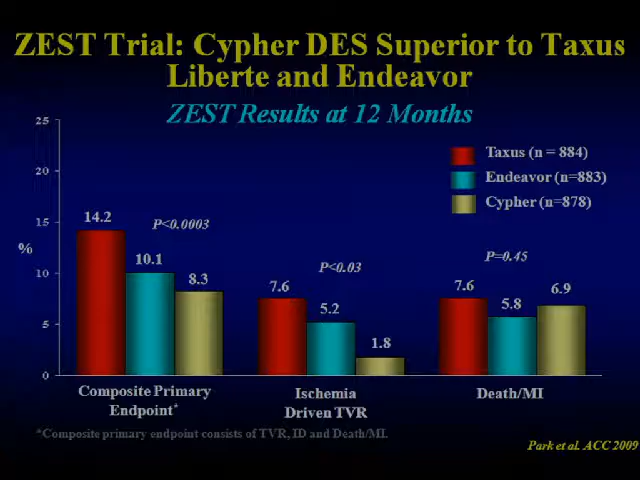 ZEST Trial: Cypher DES Superior to Taxus
Liberte and Endeavor
ZEST Results at 12 Months
25
20
15
10
5
0
%
Taxus (n = 884)
Endeavor (n=883)
Cypher (n=878)
14.2
10.1
8.3
P<0.0003
7.6
5.2
1.8
P<0.03
7.6
5.8
6.9
P=0.45
Composite Primary
Endpoint*
Ischemia
Driven TVR
Death/MI
*Composite primary endpoint consists of TVR, ID and Death/MI.
Park et al. ACC 2009